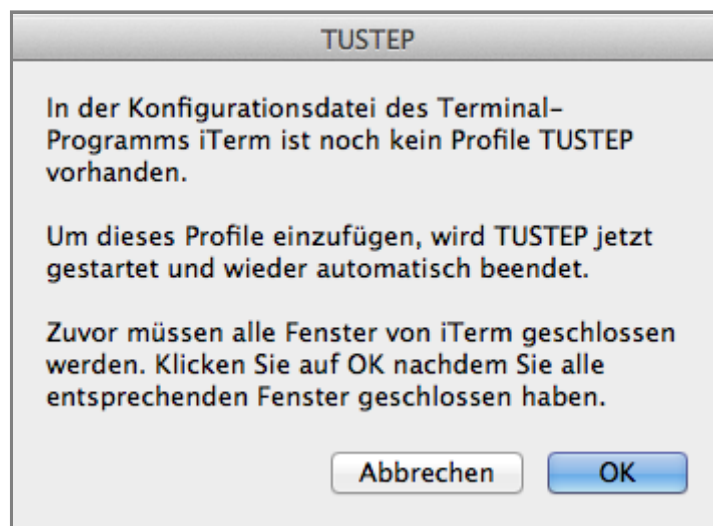 TUSTEP
In der Konfigurationsdatei des Terminal-
Programms iTerm ist noch kein Profile TUSTEP
vorhanden.
Um dieses Profile einzufügen, wird TUSTEP jetzt
gestartet und wieder automatisch beendet.
Zuvor müssen alle Fenster von iTerm geschlossen
werden. Klicken Sie auf OK nachdem Sie alle
entsprechenden Fenster geschlossen haben.
Abbrechen OK